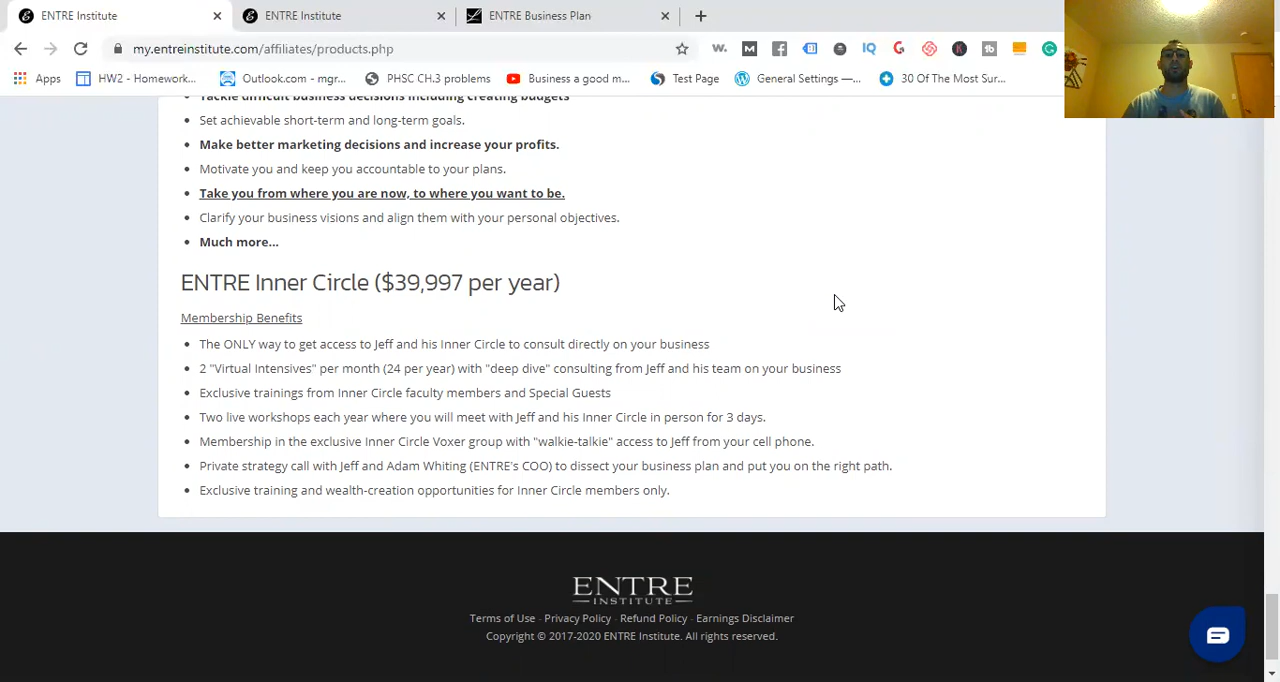 ENTRE Institute
ENTRE Institute
ENTRE Business Plan
my.entreinstitute.com/affiliates/products.php
Apps
HW2 - Homework...
Outlook.com - mgr...
PHSC CH.3 problems
Business a good m...
Test Page
General Settings —...
30 Of The Most Sur...
Tackle difficult business decisions including creating budgets
Set achievable short-term and long-term goals.
Make better marketing decisions and increase your profits.
Motivate you and keep you accountable to your plans.
Take you from where you are now, to where you want to be.
Clarify your business visions and align them with your personal objectives.
Much more...
ENTRE Inner Circle ($39,997 per year)
Membership Benefits
The ONLY way to get access to Jeff and his Inner Circle to consult directly on your business
2 "Virtual Intensives" per month (24 per year) with "deep dive" consulting from Jeff and his team on your business
Exclusive trainings from Inner Circle faculty members and Special Guests
Two live workshops each year where you will meet with Jeff and his Inner Circle in person for 3 days.
Membership in the exclusive Inner Circle Voxer group with "walkie-talkie" access to Jeff from your cell phone.
Private strategy call with Jeff and Adam Whiting (ENTRE's COO) to dissect your business plan and put you on the right path.
Exclusive training and wealth-creation opportunities for Inner Circle members only.
ENTRE
INSTITUTE
Terms of Use - Privacy Policy - Refund Policy - Earnings Disclaimer
Copyright © 2017-2020 ENTRE Institute. All rights reserved.